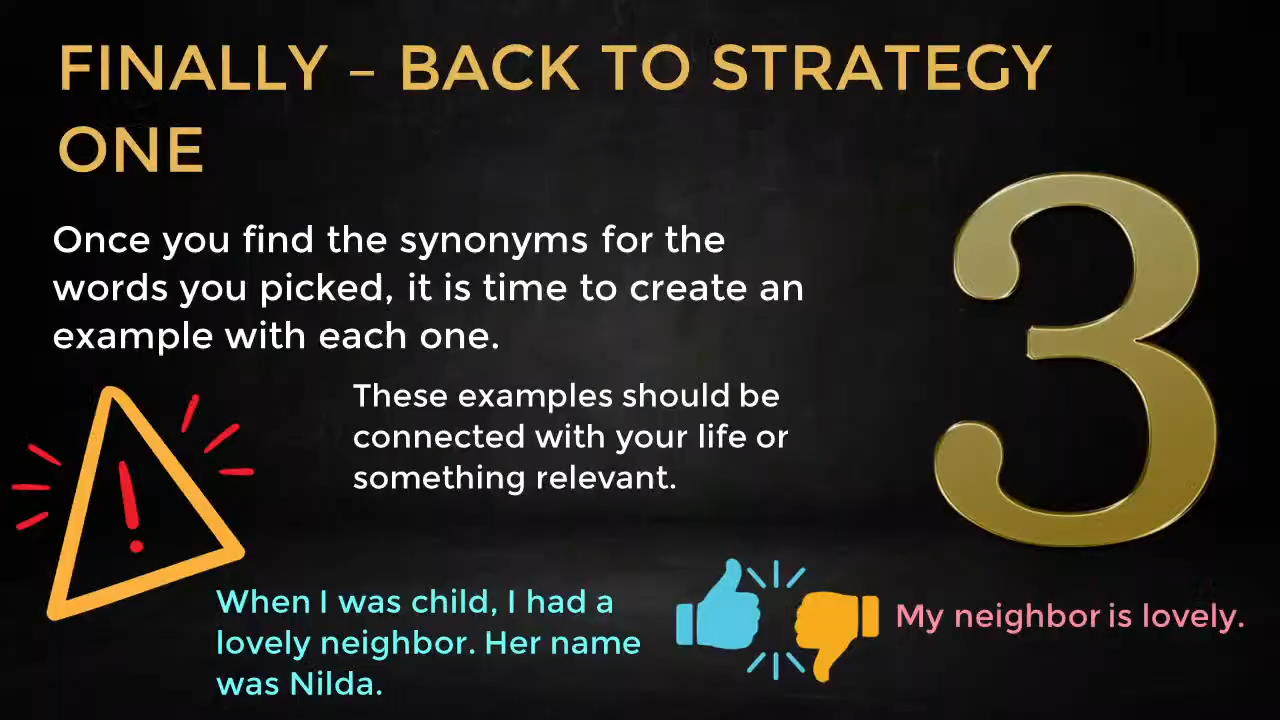 FINALLY – BACK TO STRATEGY
ONE
Once you find the synonyms for the
words you picked, it is time to create an
example with each one.
These examples should be
connected with your life or
something relevant.
3
When I was child, I had a
lovely neighbor. Her name
was Nilda.
My neighbor is lovely.